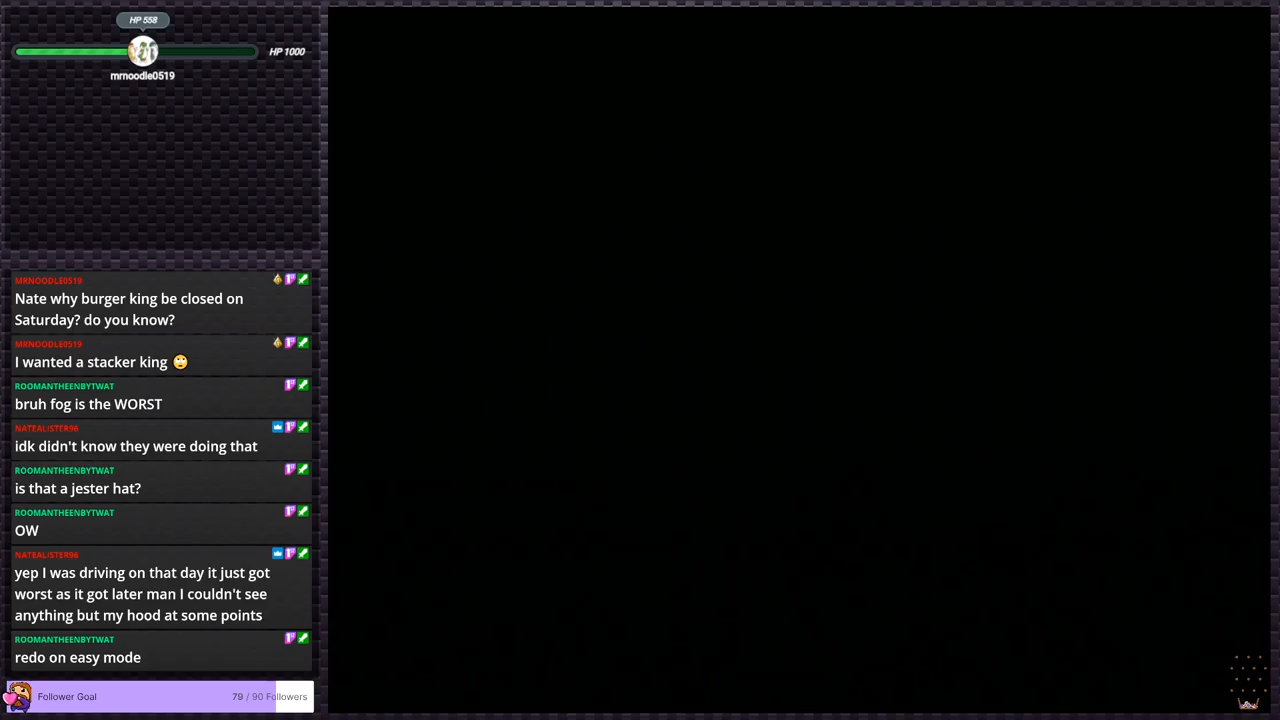 HP 558
HP 1000
mrnoodle0519
MRNOODLE0519
Nate why burger king be closed on
Saturday? do you know?
MRNOODLE0519
I wanted a stacker king 🙄
ROOMANTHEENBYTWAT
bruh fog is the WORST
NATEALISTER96
idk didn't know they were doing that
ROOMANTHEENBYTWAT
is that a jester hat?
ROOMANTHEENBYTWAT
OW
NATEALISTER96
yep I was driving on that day it just got
worst as it got later man I couldn't see
anything but my hood at some points
ROOMANTHEENBYTWAT
redo on easy mode
Follower Goal 79 / 90 Followers